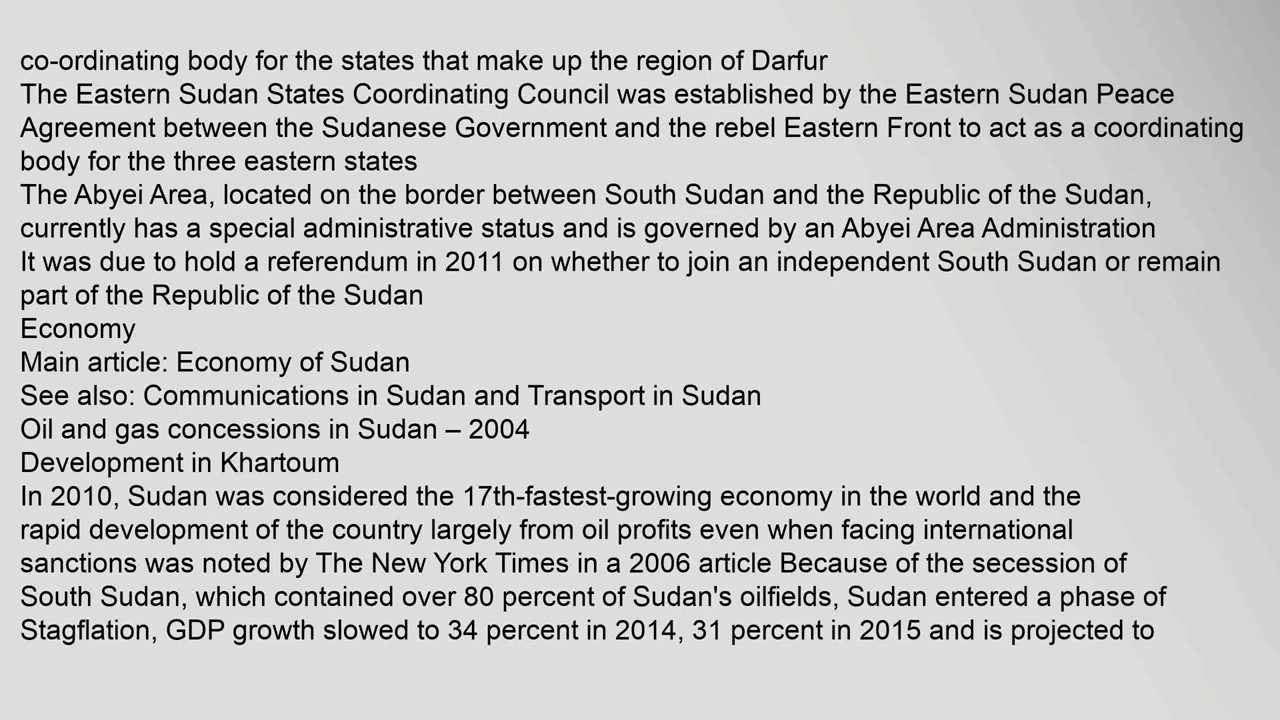 co-ordinating body for the states that make up the region of Darfur
The Eastern Sudan States Coordinating Council was established by the Eastern Sudan Peace
Agreement between the Sudanese Government and the rebel Eastern Front to act as a coordinating
body for the three eastern states
The Abyei Area, located on the border between South Sudan and the Republic of the Sudan,
currently has a special administrative status and is governed by an Abyei Area Administration
It was due to hold a referendum in 2011 on whether to join an independent South Sudan or remain
part of the Republic of the Sudan
Economy
Main article: Economy of Sudan
See also: Communications in Sudan and Transport in Sudan
Oil and gas concessions in Sudan – 2004
Development in Khartoum
In 2010, Sudan was considered the 17th-fastest-growing economy in the world and the
rapid development of the country largely from oil profits even when facing international
sanctions was noted by The New York Times in a 2006 article Because of the secession of
South Sudan, which contained over 80 percent of Sudan's oilfields, Sudan entered a phase of
Stagflation, GDP growth slowed to 34 percent in 2014, 31 percent in 2015 and is projected to